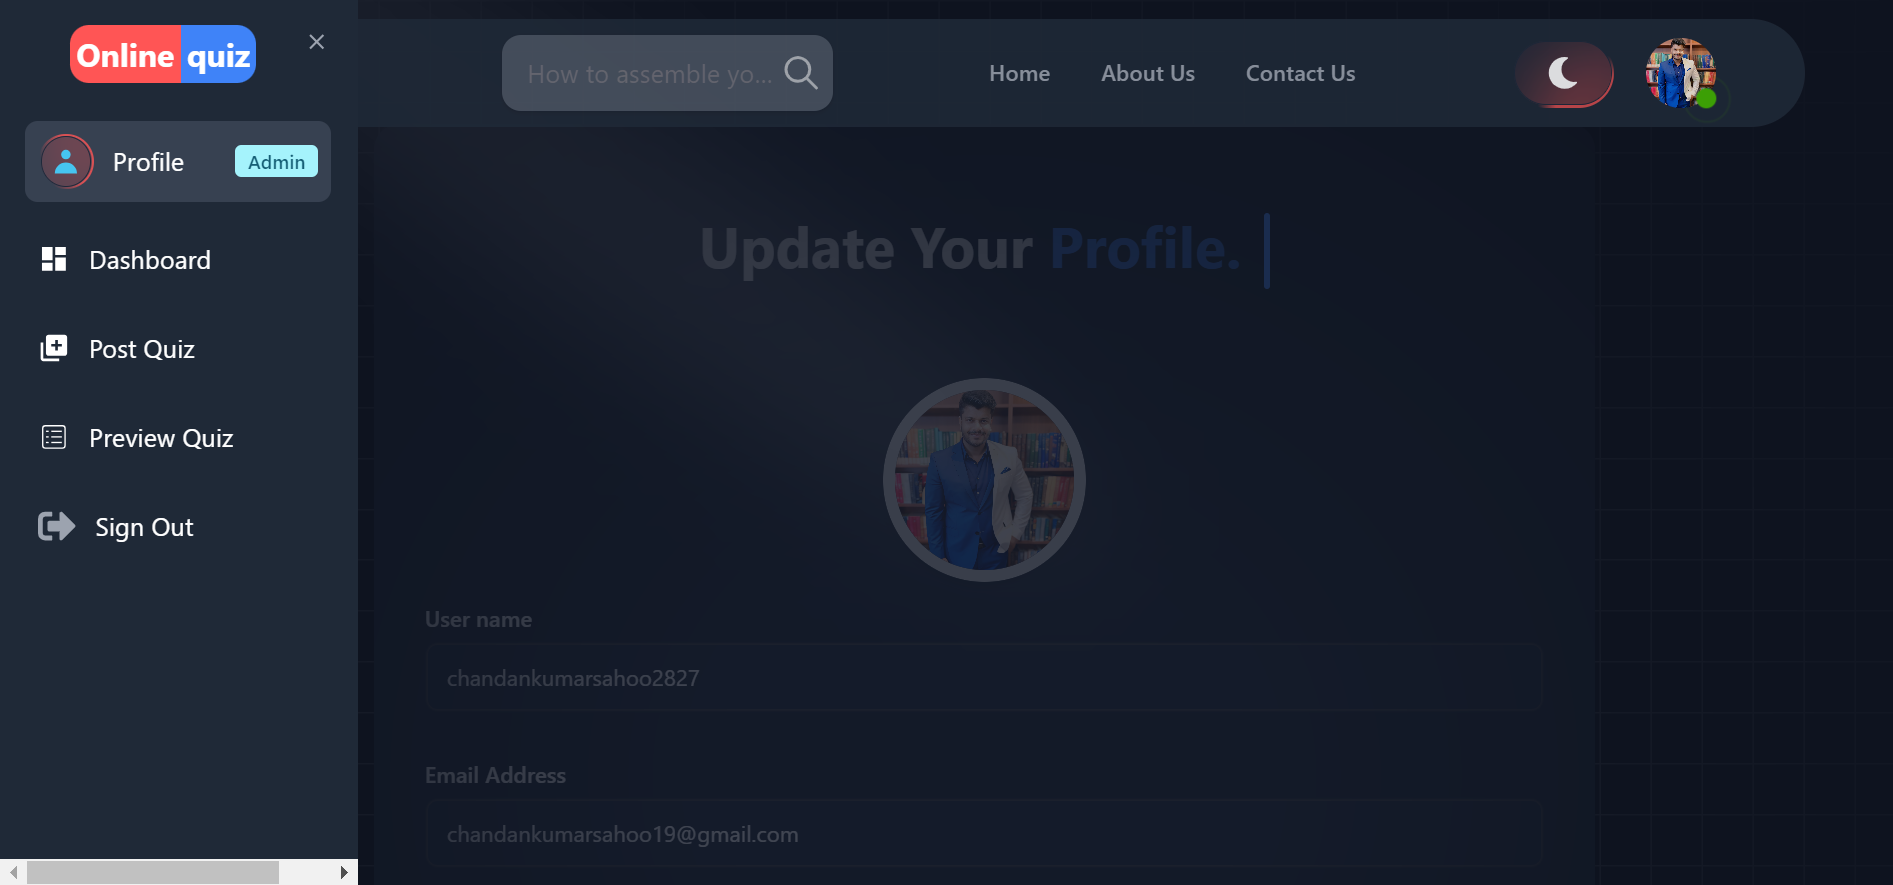 Online quiz
Profile
Admin
Dashboard
Post Quiz
Preview Quiz
Sign Out
How to assemble yo...
Home
About Us
Contact Us
Update Your Profile.
User name
chandankumarsahoo2827
Email Address
chandankumarsahoo19@gmail.com